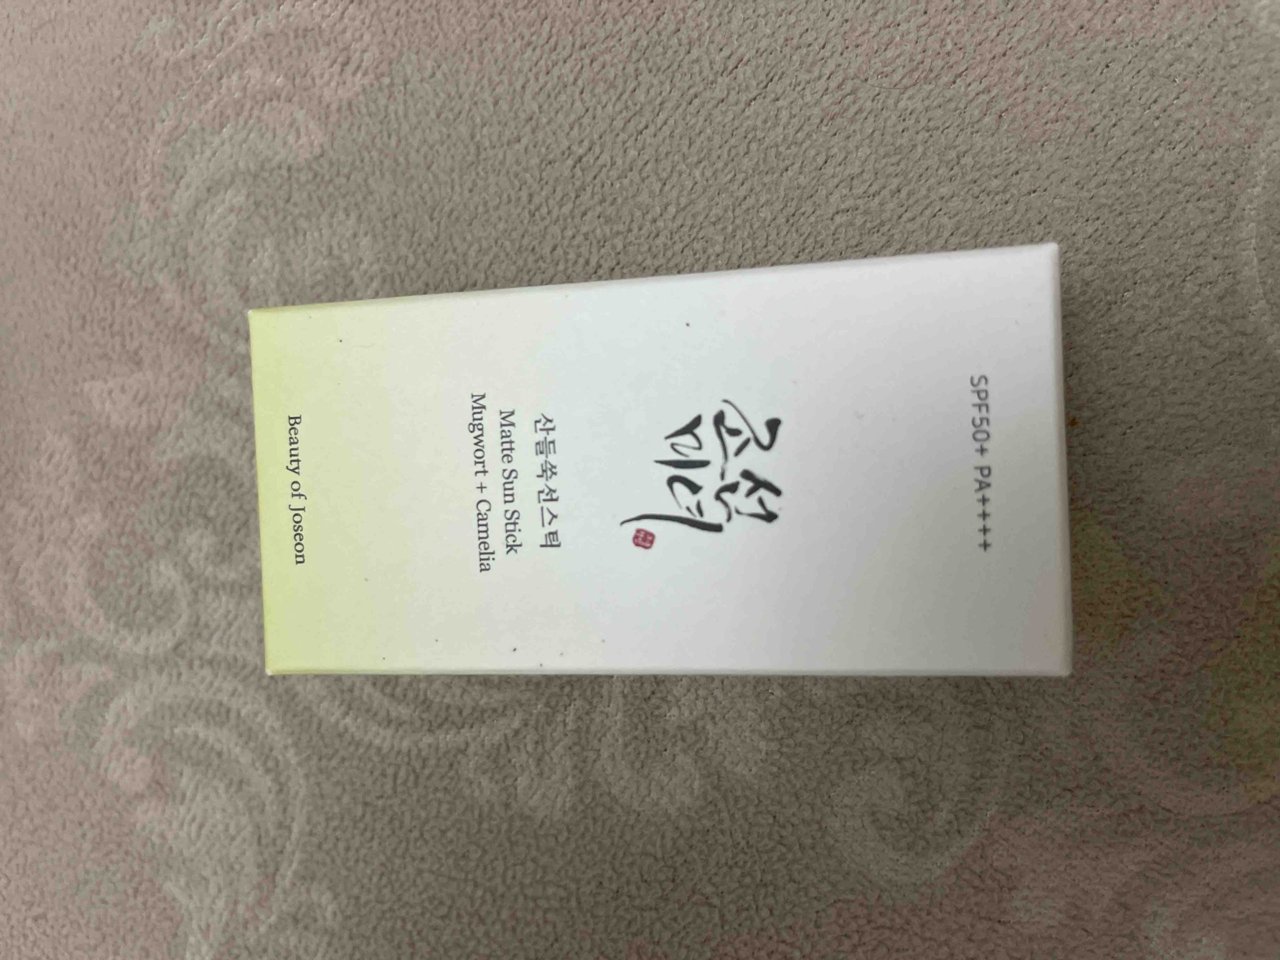 SPF50+ PA++++
조선
미녀
산들쑥선스틱
Matte Sun Stick
Mugwort + Camelia
Beauty of Joseon